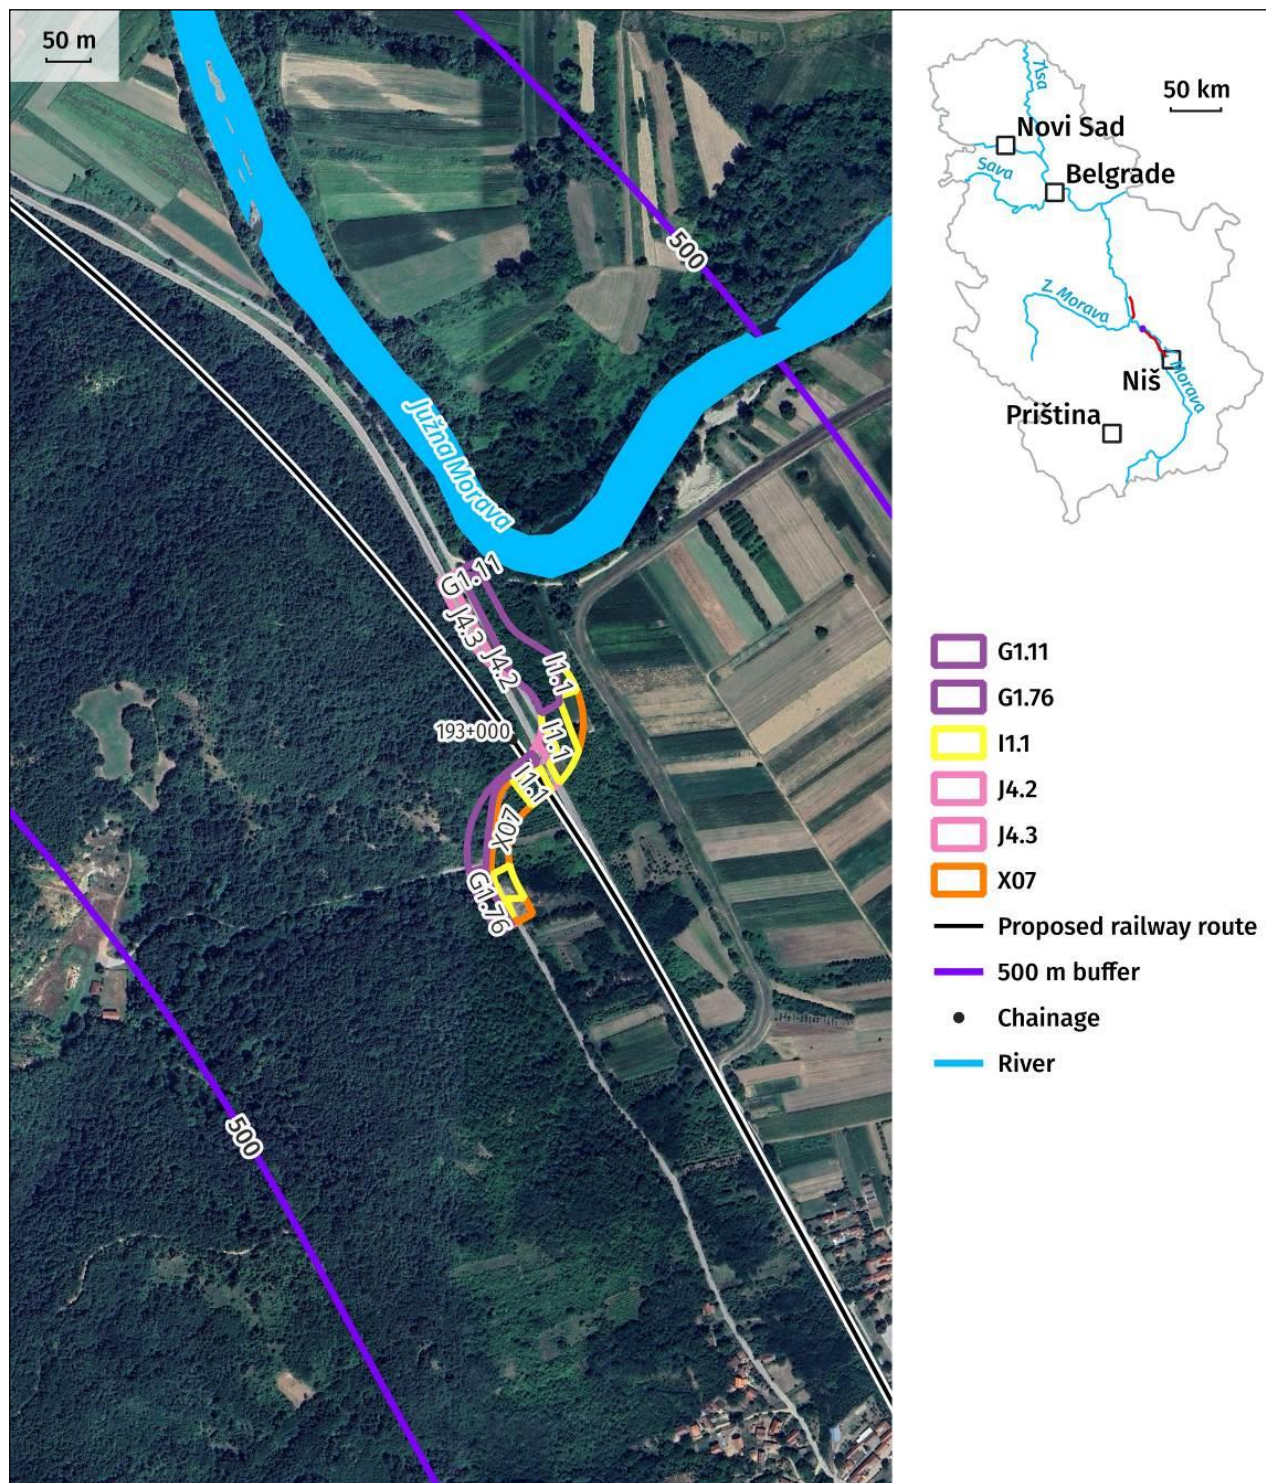 50 m
500
Južna Morava
G1.11
J4.3
J4.2
I1.1
I1.1
193+000
I1.1
X07
G1.76
500
Tisa
50 km
Novi Sad
Sava
Belgrade
Z. Morava
Morava
Niš
Priština
G1.11
G1.76
I1.1
J4.2
J4.3
X07
Proposed railway route
500 m buffer
Chainage
River